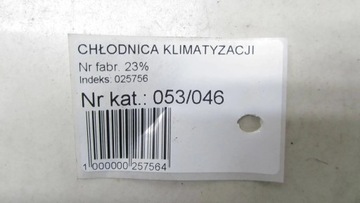 CHŁODNICA KLIMATYZACJI
Nr fabr. 23%
Indeks: 025756
Nr kat.: 053/046
1 000000 257564